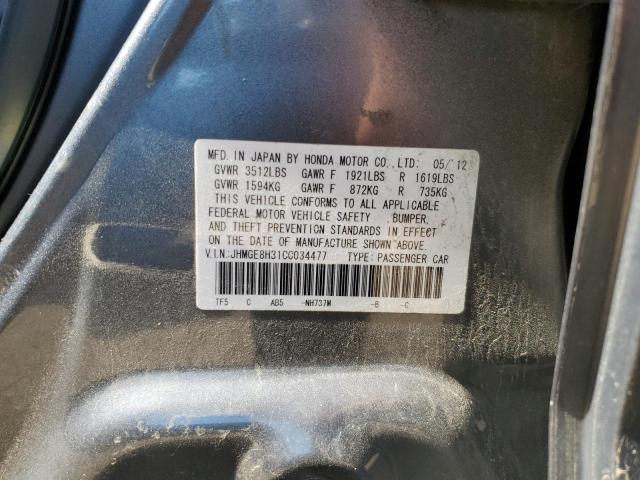 MFD. IN JAPAN BY HONDA MOTOR CO., LTD. 05/12
GVWR 3512LBS GAWR F 1921LBS R 1619LBS
GVWR 1594KG GAWR F 872KG R 735KG
THIS VEHICLE CONFORMS TO ALL APPLICABLE
FEDERAL MOTOR VEHICLE SAFETY ,BUMPER,
AND THEFT PREVENTION STANDARDS IN EFFECT
ON THE DATE OF MANUFACTURE SHOWN ABOVE.
V.I.N.:JHMGE8H31CC034477 TYPE: PASSENGER CAR
TF5 C AB5 -NH737M -B -C